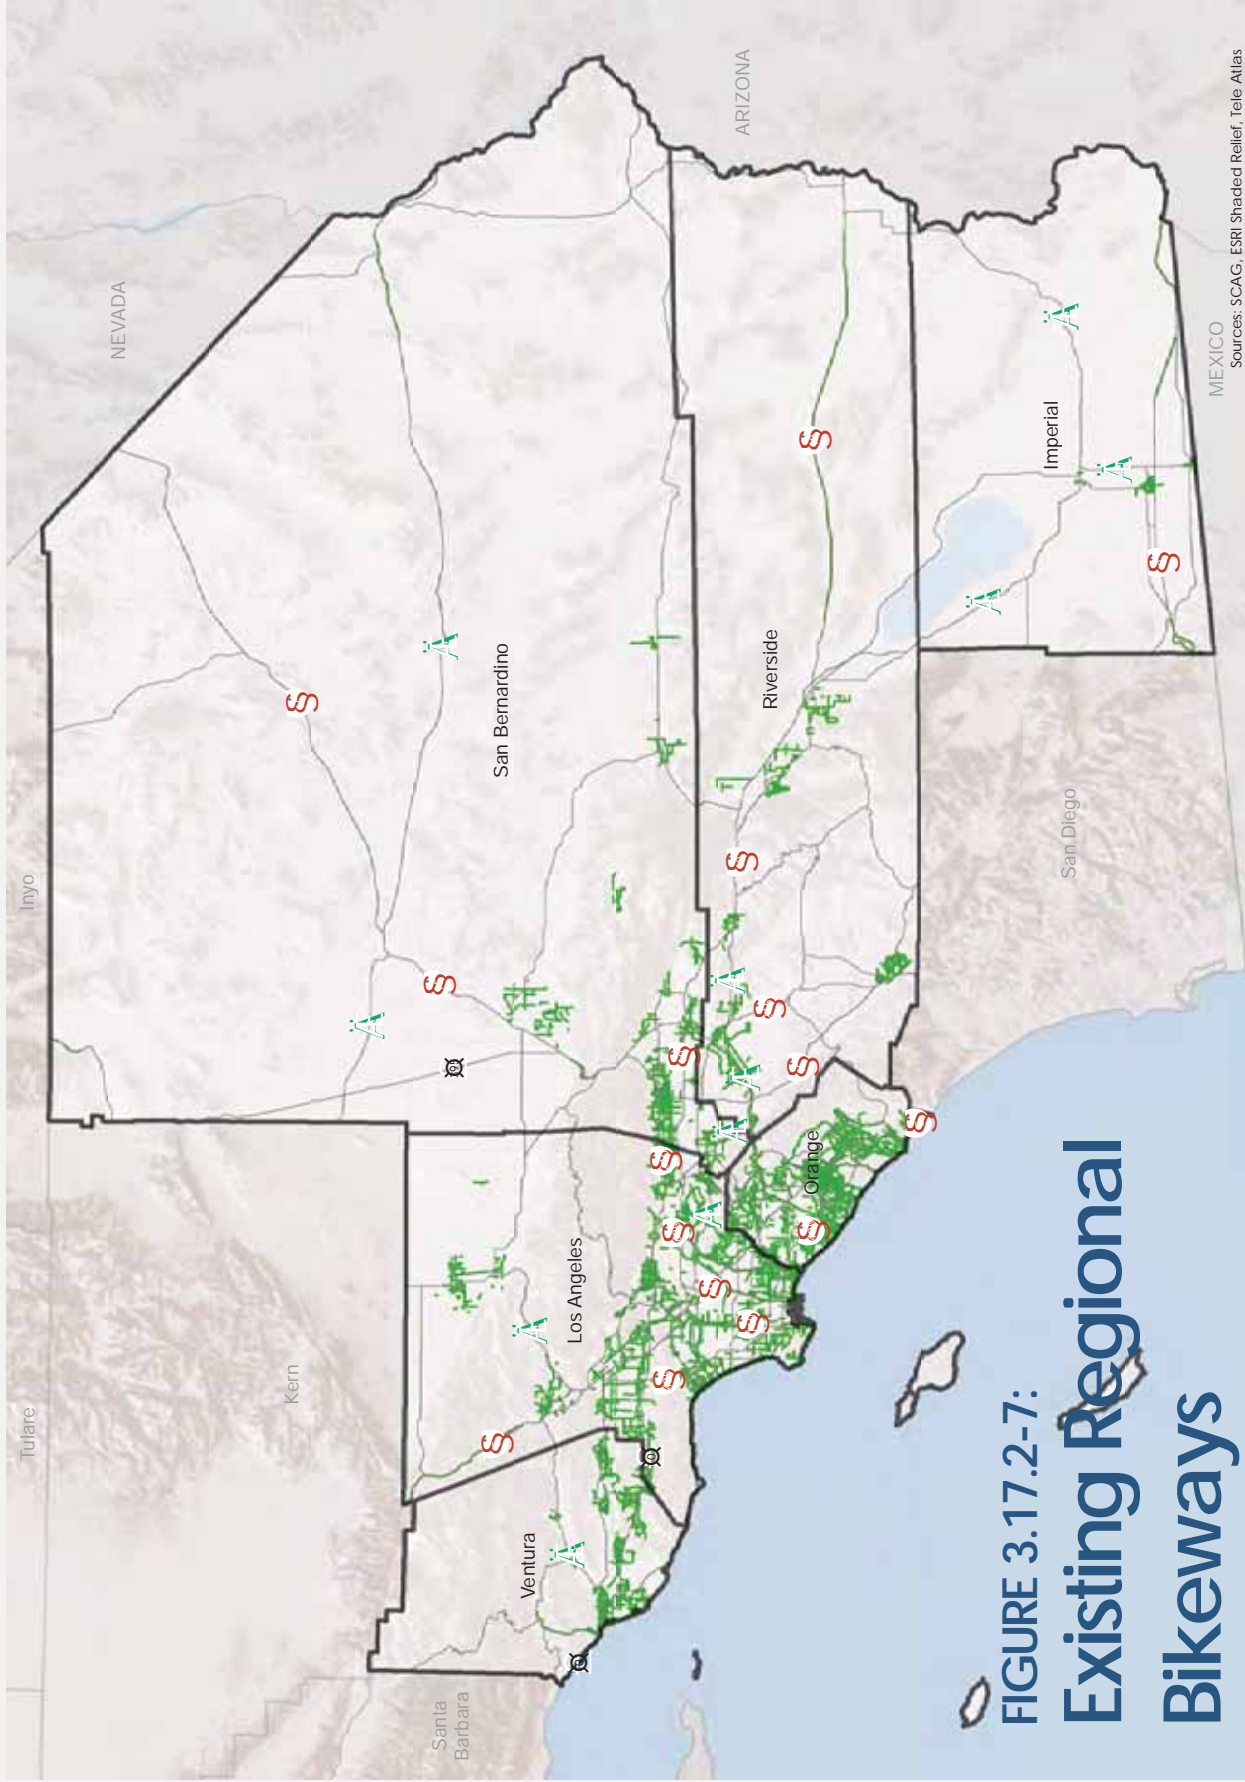 Tulare
Inyo
Kern
NEVADA
ARIZONA
Santa
Barbara
Ventura
Los Angeles
San Bernardino
Orange
Riverside
Imperial
San Diego
MEXICO
FIGURE 3.17.2-7:
Existing Regional
Bikeways
Sources: SCAG, ESRI Shaded Relief, Tele Atlas